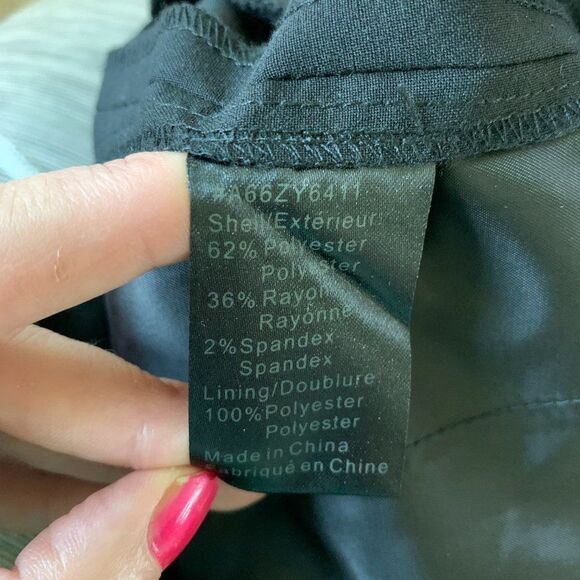 #A66ZY6411
Shell/Extérieur:
62% Polyester
Polyester
36% Rayon
Rayonne
2%Spandex
Spandex
Lining/Doublure
100%Polyester
Polyester
Made in China
Fabriqué en Chine